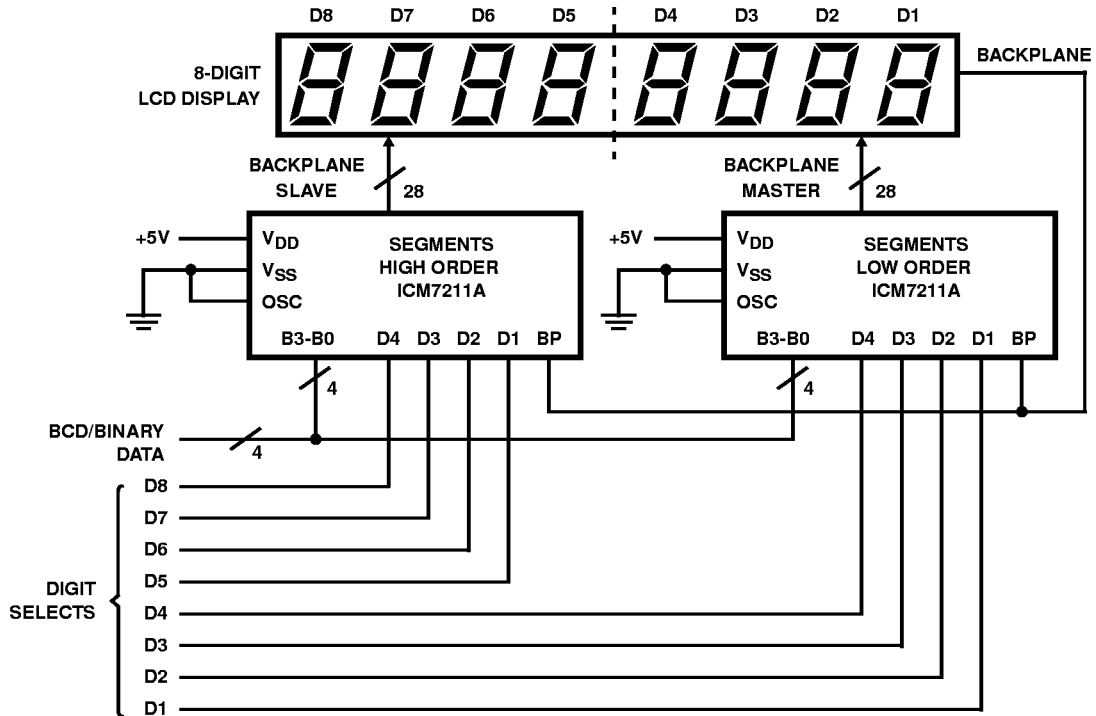 D8 D7 D6 D5 D4 D3 D2 D1
8-DIGIT
LCD DISPLAY
BACKPLANE
BACKPLANE
SLAVE
28
BACKPLANE
MASTER
28
+5V
VDD
VSS
OSC
SEGMENTS
HIGH ORDER
ICM7211A
B3-B0 D4 D3 D2 D1 BP
4
+5V
VDD
VSS
OSC
SEGMENTS
LOW ORDER
ICM7211A
B3-B0 D4 D3 D2 D1 BP
4
BCD/BINARY
DATA
4
DIGIT
SELECTS
D8
D7
D6
D5
D4
D3
D2
D1